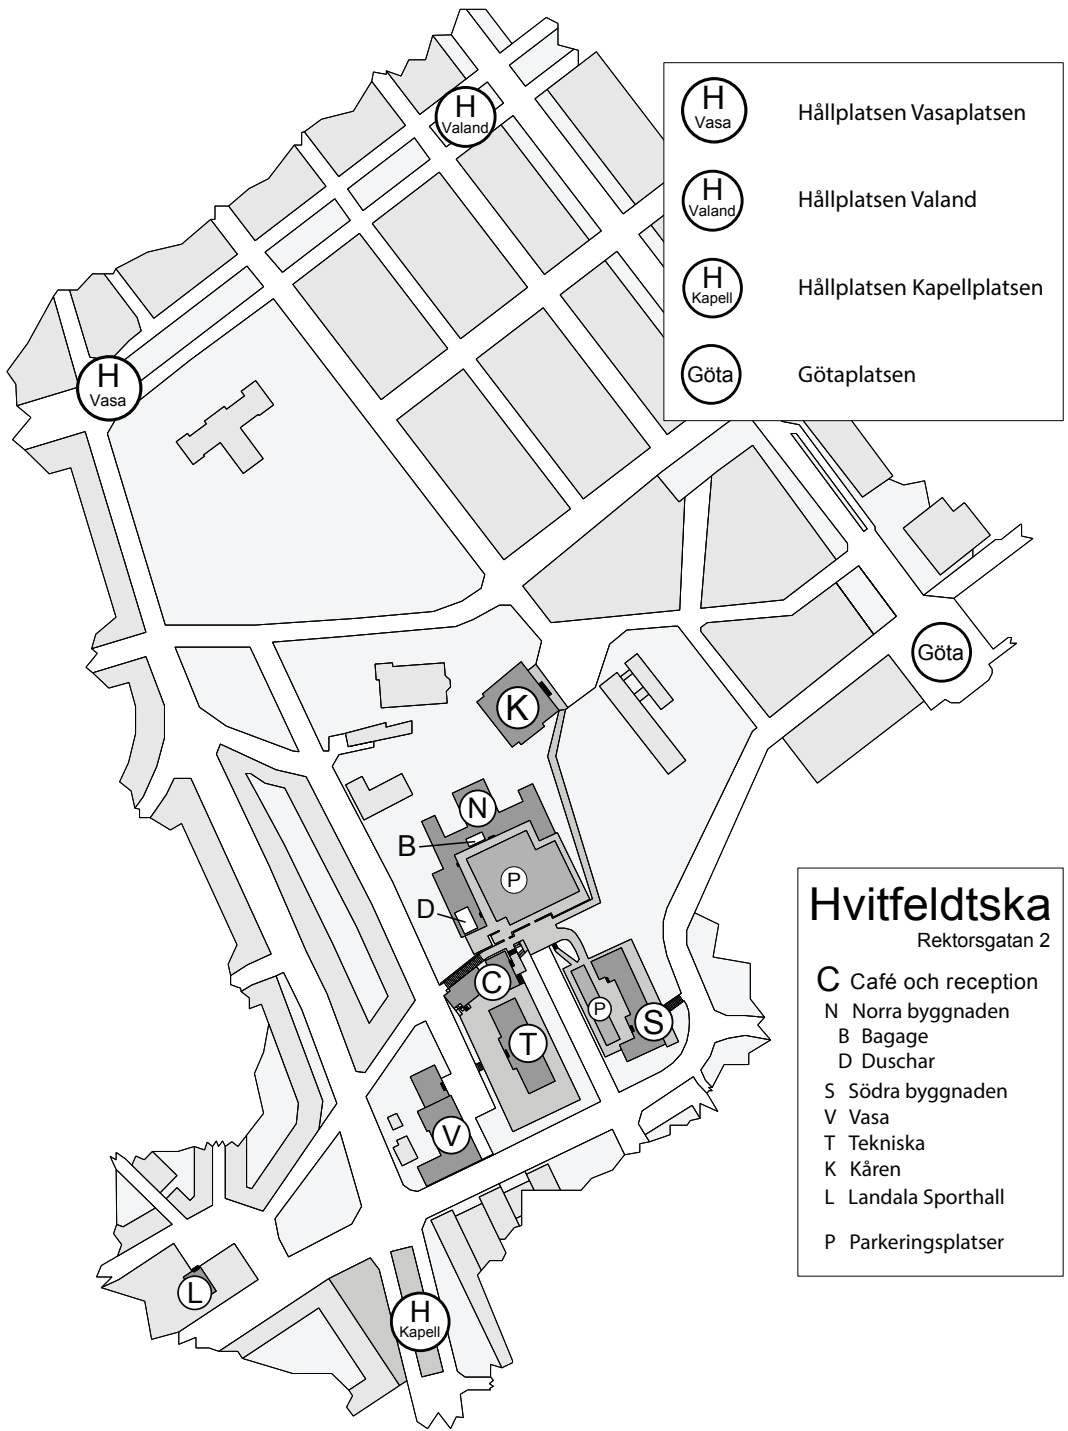 H
Valand
H
Vasa
Hållplatsen Vasaplatsen
H
Valand
Hållplatsen Valand
H
Kapell
Hållplatsen Kapellplatsen
Göta
Götaplatsen
H
Vasa
Göta
K
N
B
P
D
C
P
S
T
V
L
H
Kapell
Hvitfeldtska
Rektorsgatan 2
C Café och reception
N Norra byggnaden
B Bagage
D Duschar
S Södra byggnaden
V Vasa
T Tekniska
K Kåren
L Landala Sporthall
P Parkeringsplatser